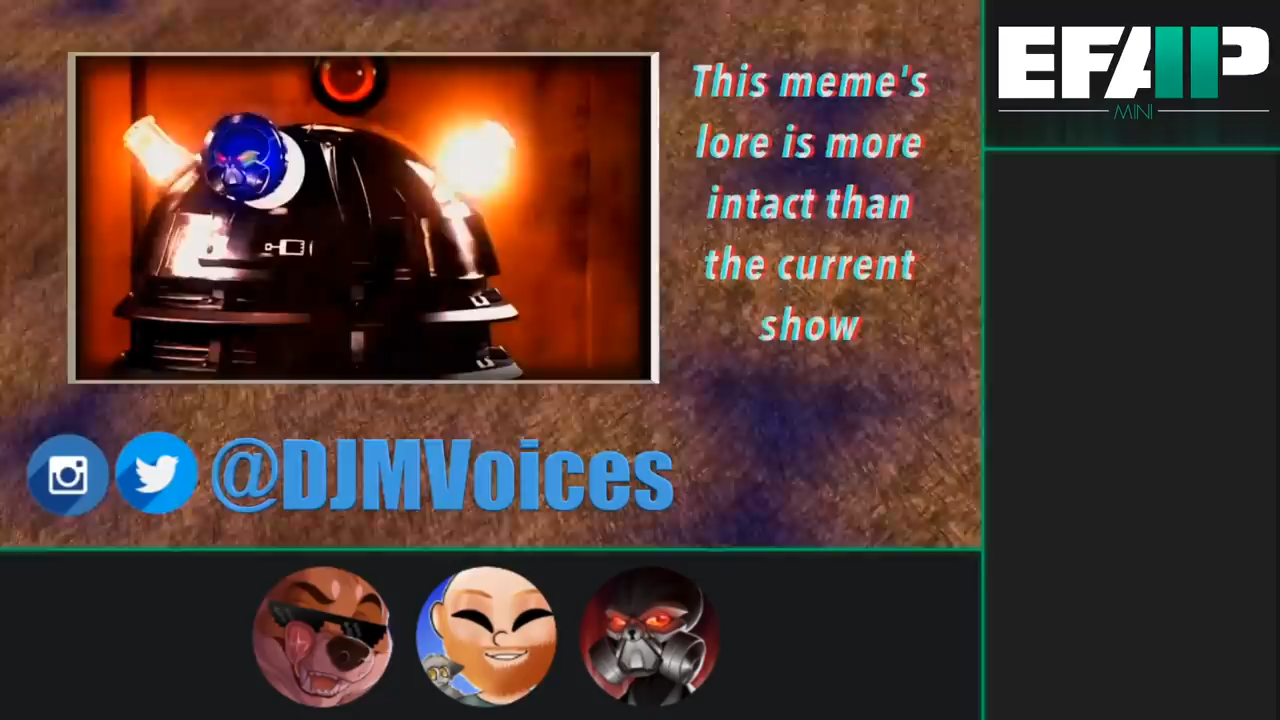 This meme's
lore is more
intact than
the current
show
EFAP
MINI
@DJMVoices